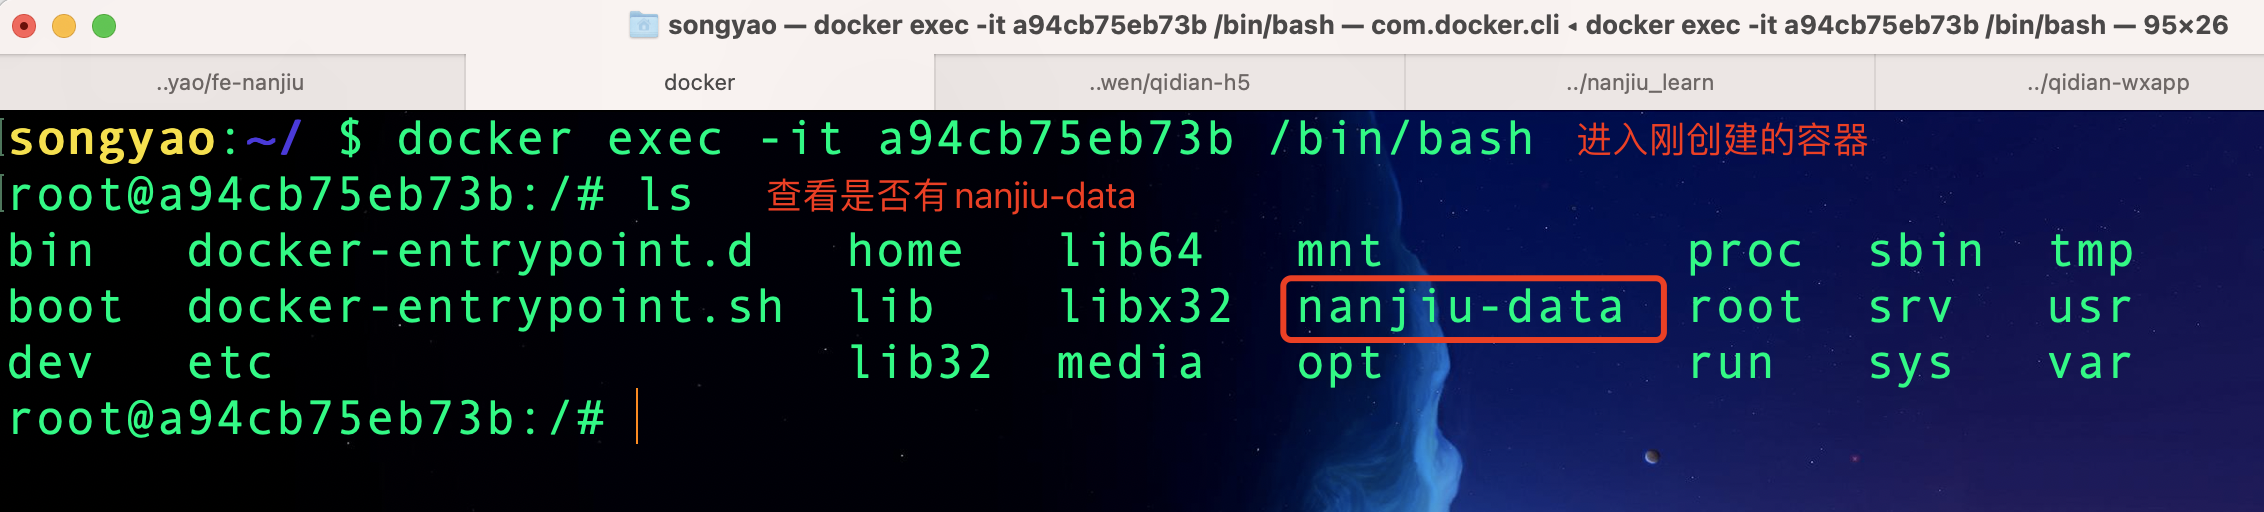 songyao — docker exec -it a94cb75eb73b /bin/bash — com.docker.cli ◂ docker exec -it a94cb75eb73b /bin/bash — 95×26
..yao/fe-nanjiu docker ..wen/qidian-h5 ../nanjiu_learn ../qidian-wxapp
songyao:~/ $ docker exec -it a94cb75eb73b /bin/bash 进入刚创建的容器
root@a94cb75eb73b:/# ls 查看是否有 nanjiu-data
bin docker-entrypoint.d home lib64 mnt proc sbin tmp
boot docker-entrypoint.sh lib libx32 nanjiu-data root srv usr
dev etc lib32 media opt run sys var
root@a94cb75eb73b:/#